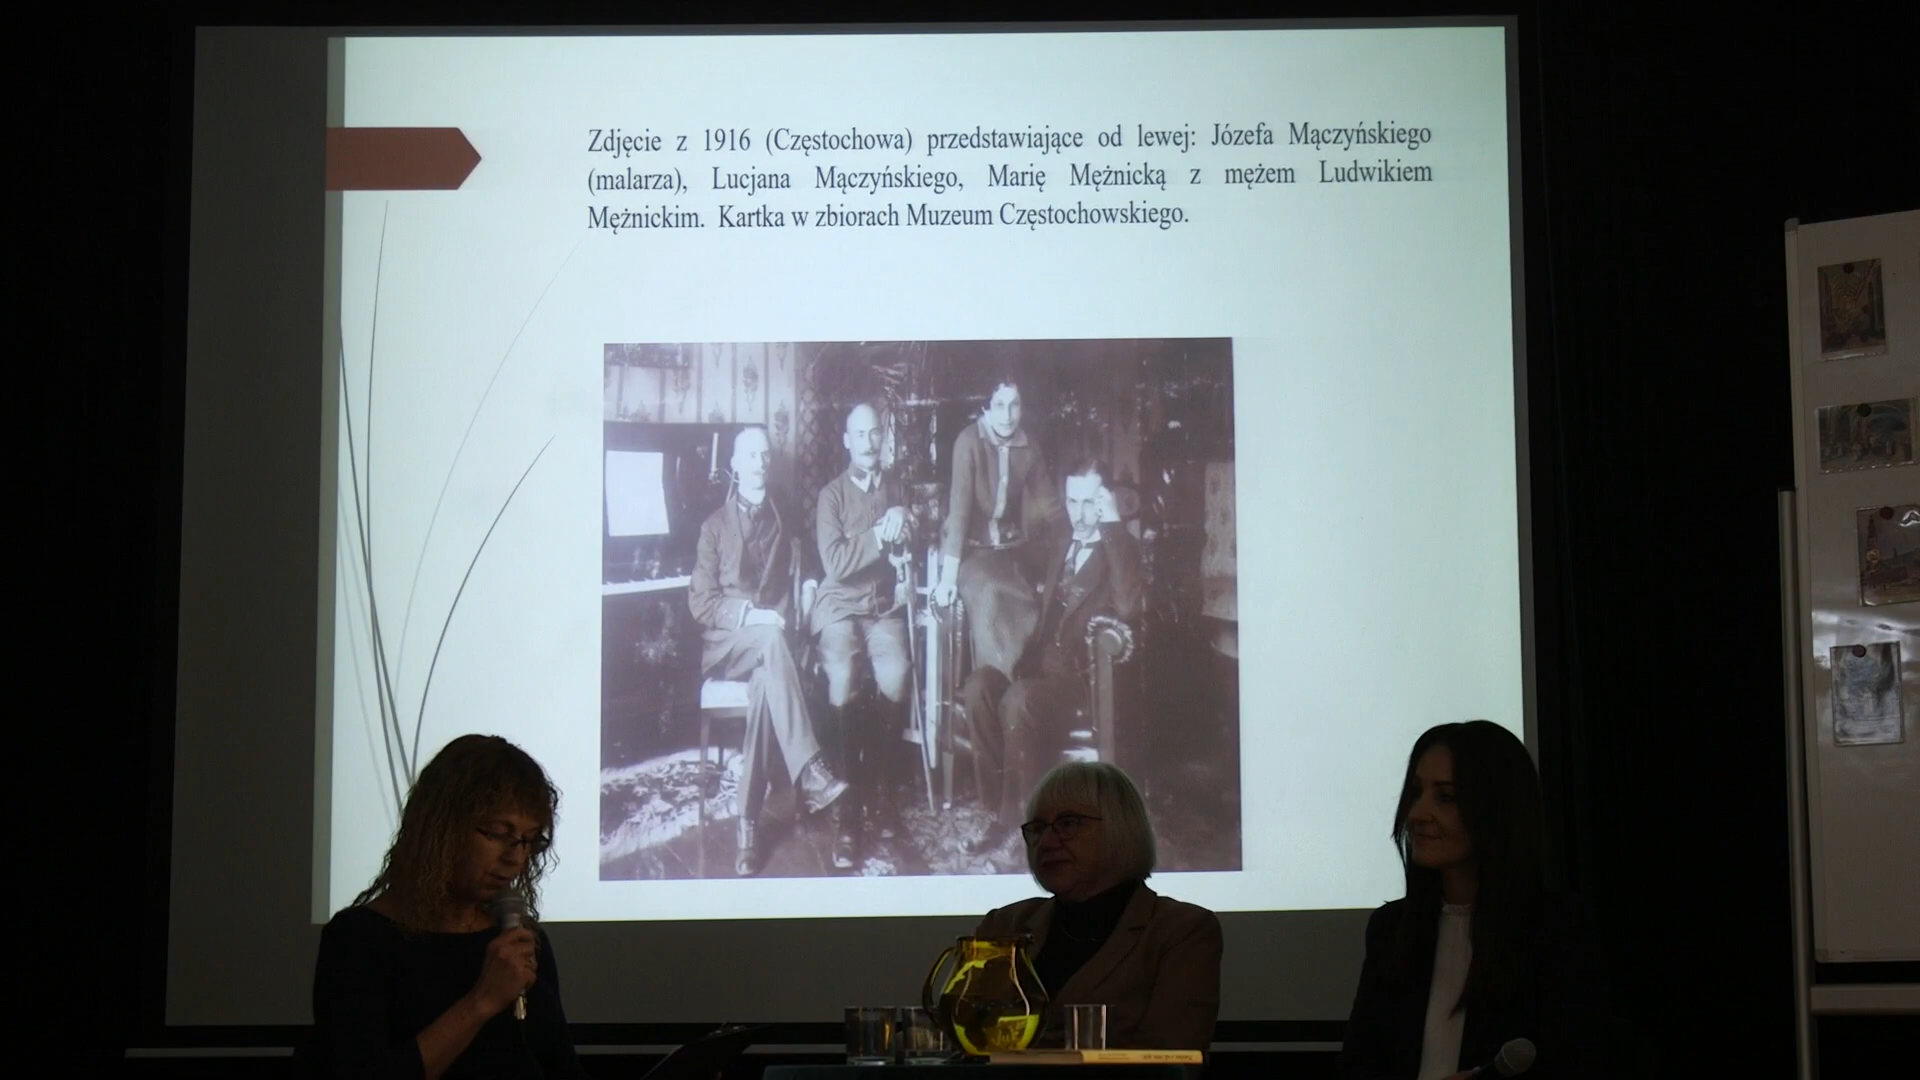 Zdjęcie z 1916 (Częstochowa) przedstawiające od lewej: Józefa Mączyńskiego
(malarza), Lucjana Mączyńskiego, Marię Mężnicką z mężem Ludwikiem
Mężnickim. Kartka w zbiorach Muzeum Częstochowskiego.